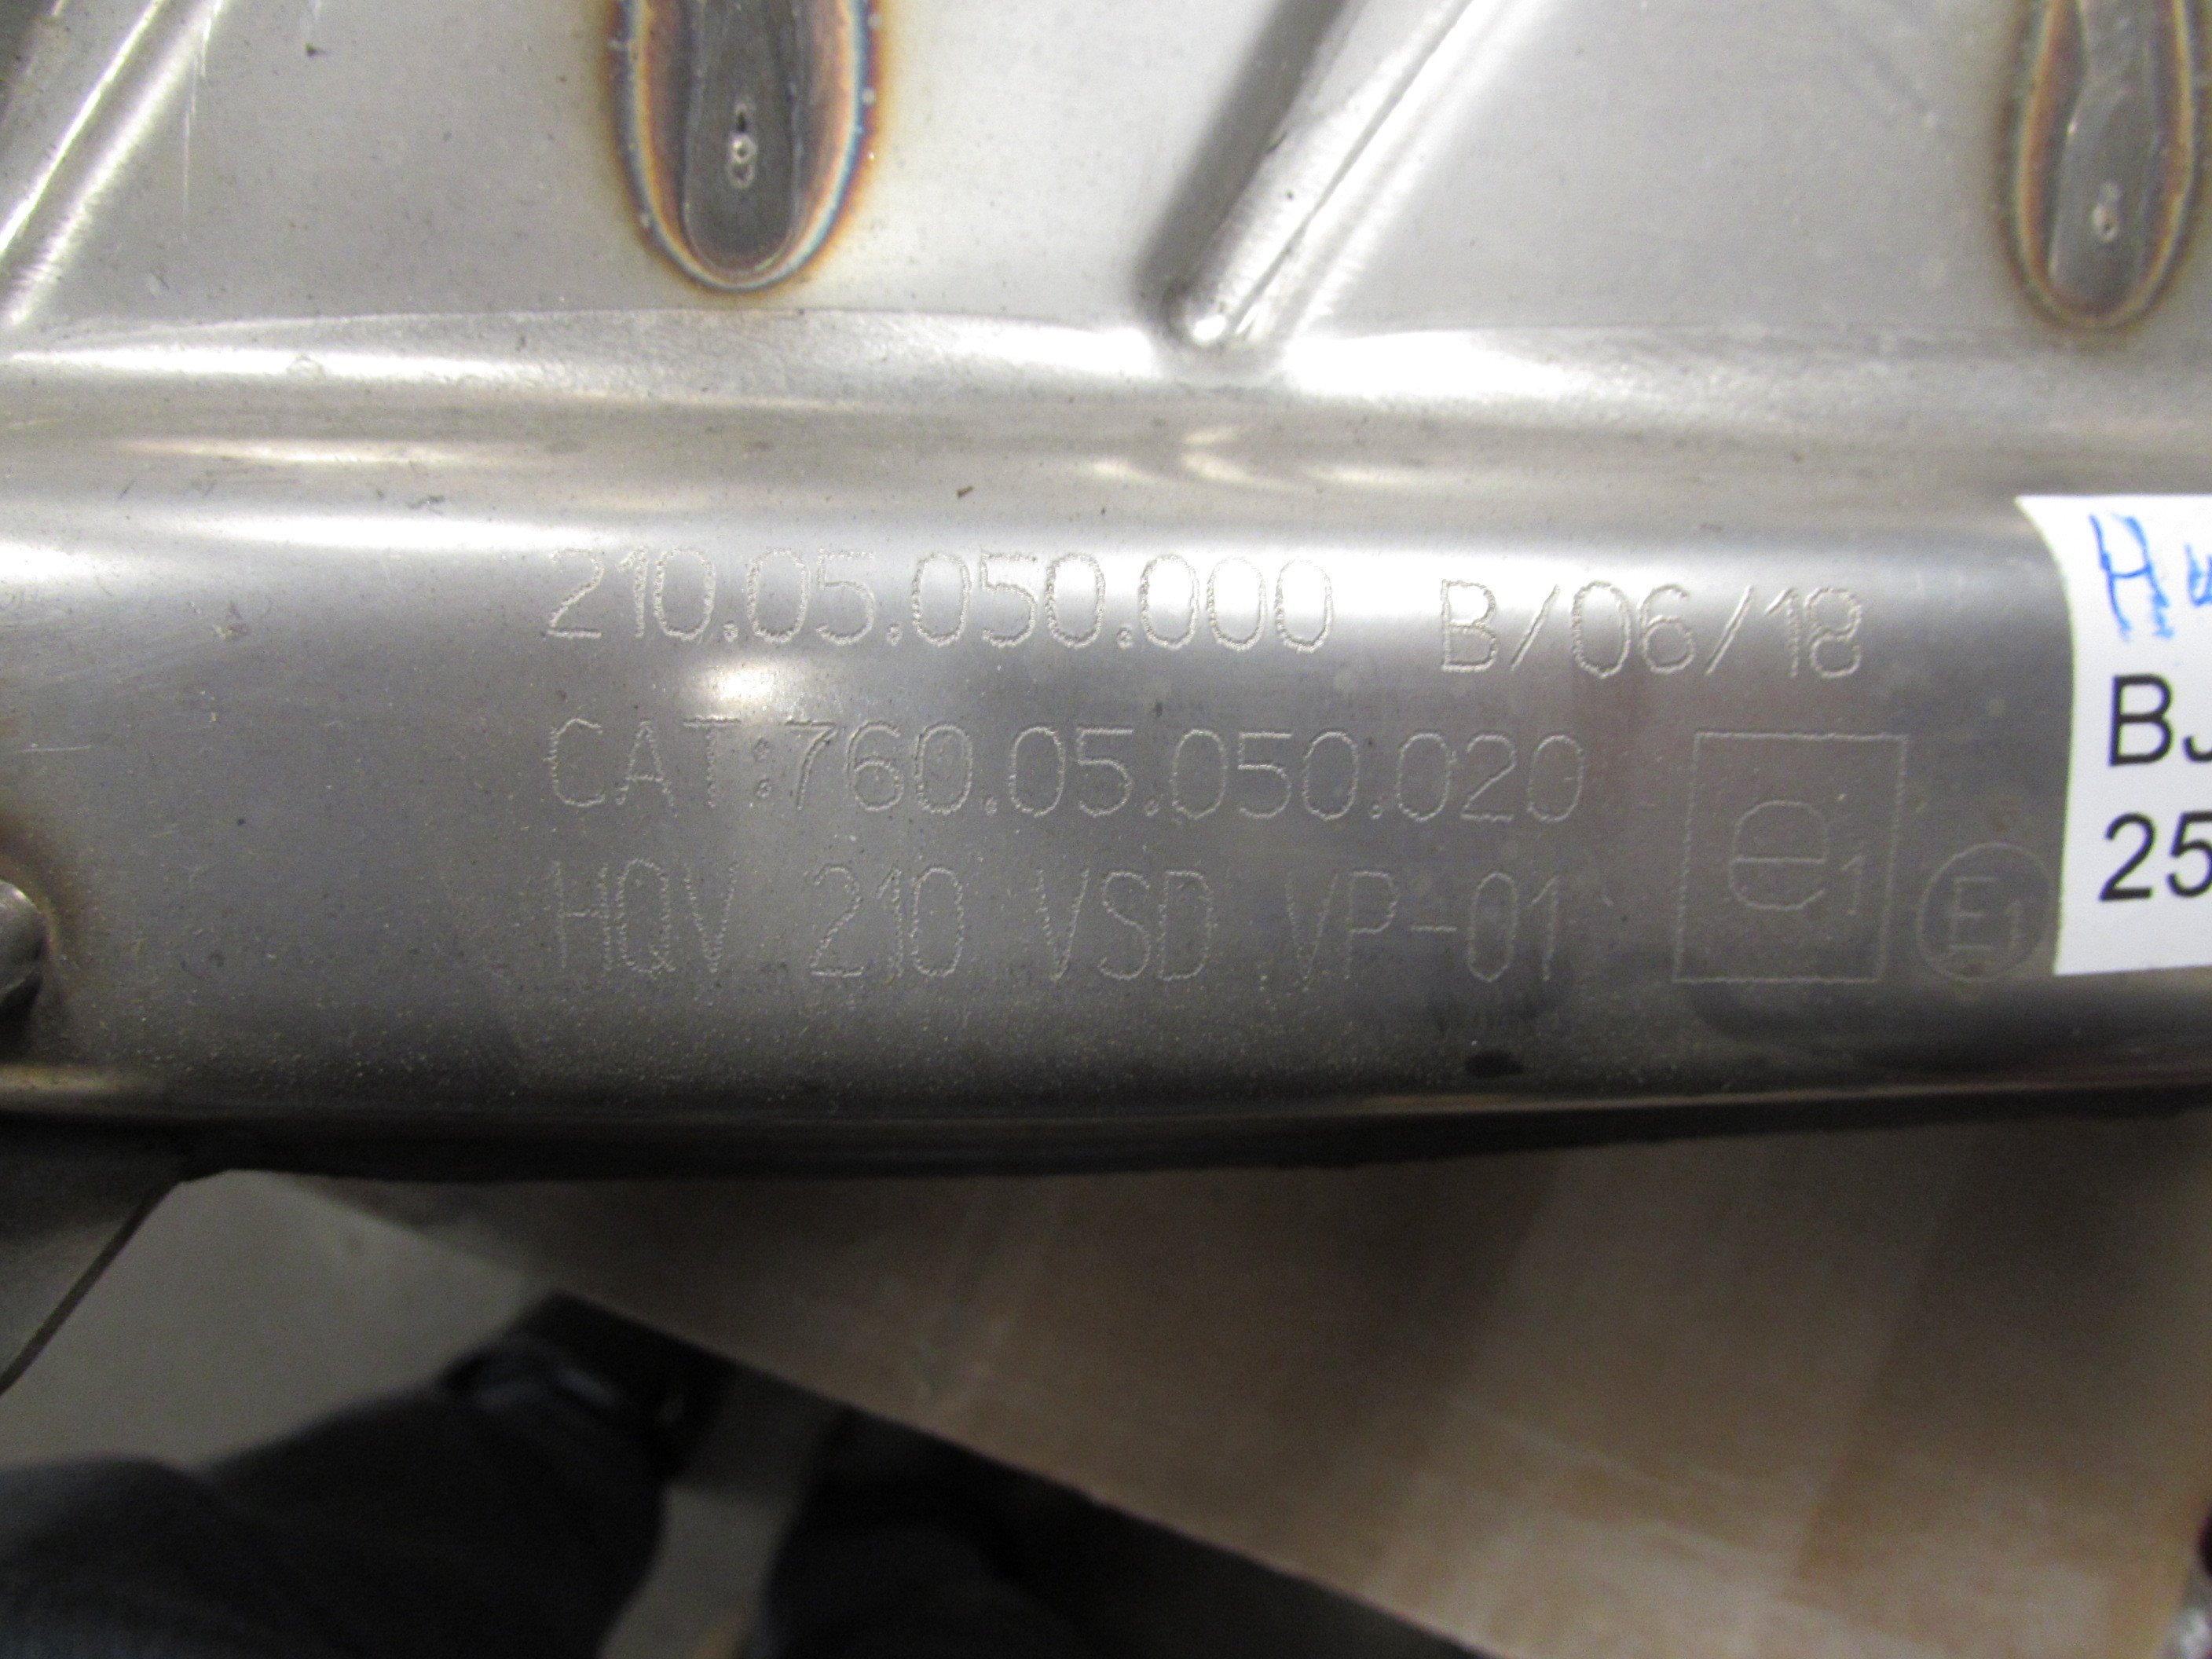 210.05.050.000 B/06/18
CAT:760.05.050.020
HQV 210 VSD VP-01 e1 E1
BJ
25